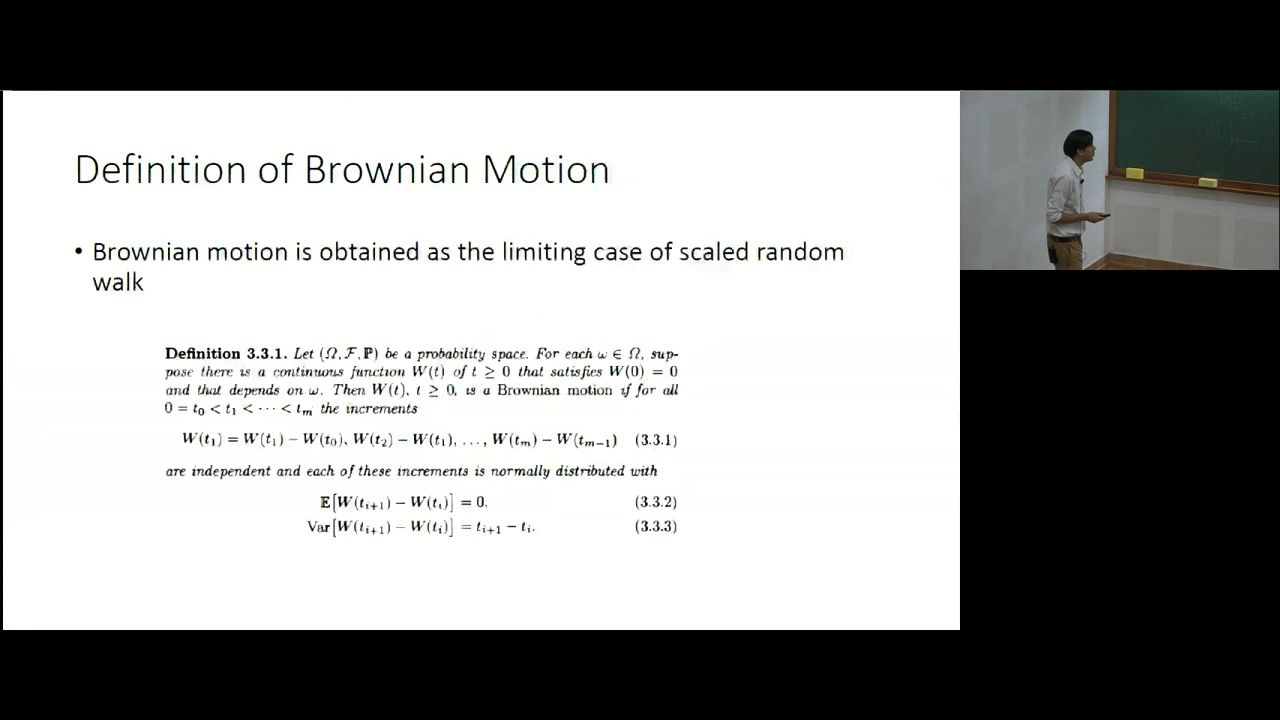 Definition of Brownian Motion
• Brownian motion is obtained as the limiting case of scaled random
walk
Definition 3.3.1. Let (Ω, F, ℙ) be a probability space. For each ω ∈ Ω, sup-
pose there is a continuous function W(t) of t ≥ 0 that satisfies W(0) = 0
and that depends on ω. Then W(t), t ≥ 0, is a Brownian motion if for all
0 = t₀ < t₁ < ··· < tₘ the increments
W(t₁) = W(t₁) − W(t₀), W(t₂) − W(t₁), ..., W(tₘ) − W(tₘ₋₁) (3.3.1)
are independent and each of these increments is normally distributed with
𝔼[W(tᵢ₊₁) − W(tᵢ)] = 0. (3.3.2)
Var[W(tᵢ₊₁) − W(tᵢ)] = tᵢ₊₁ − tᵢ. (3.3.3)